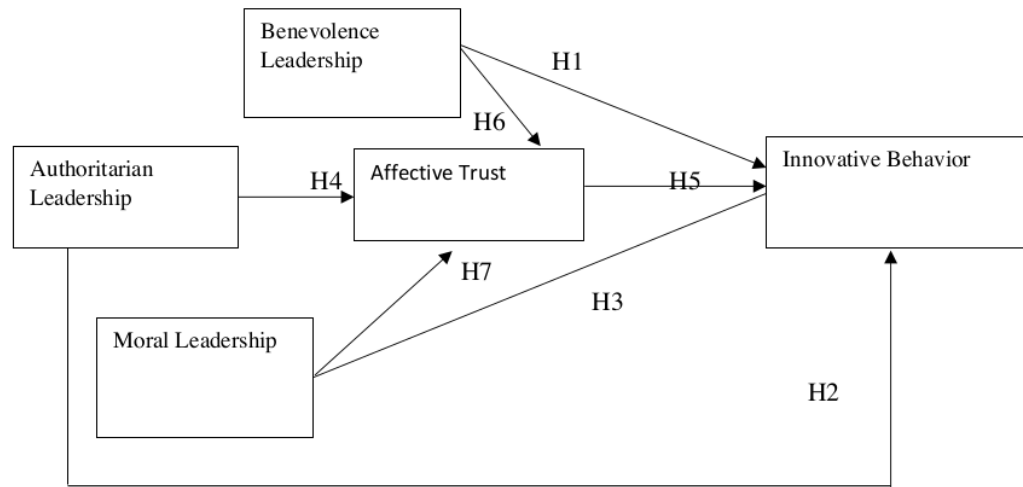 Benevolence
Leadership
H1
H6
Authoritarian
Leadership
H4
Affective Trust
H5
Innovative Behavior
H7
H3
Moral Leadership
H2